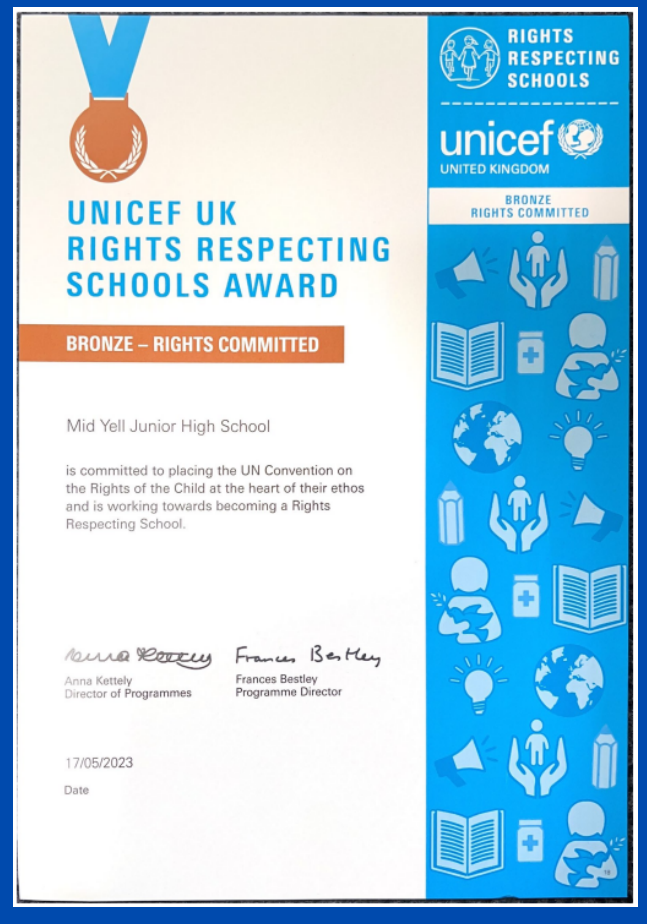 RIGHTS
RESPECTING
SCHOOLS
unicef
UNITED KINGDOM
BRONZE
RIGHTS COMMITTED
UNICEF UK
RIGHTS RESPECTING
SCHOOLS AWARD
BRONZE – RIGHTS COMMITTED
Mid Yell Junior High School
is committed to placing the UN Convention on
the Rights of the Child at the heart of their ethos
and is working towards becoming a Rights
Respecting School.
Anna Kettely Frances Bestley
Anna Kettely
Director of Programmes
Frances Bestley
Programme Director
17/05/2023
Date